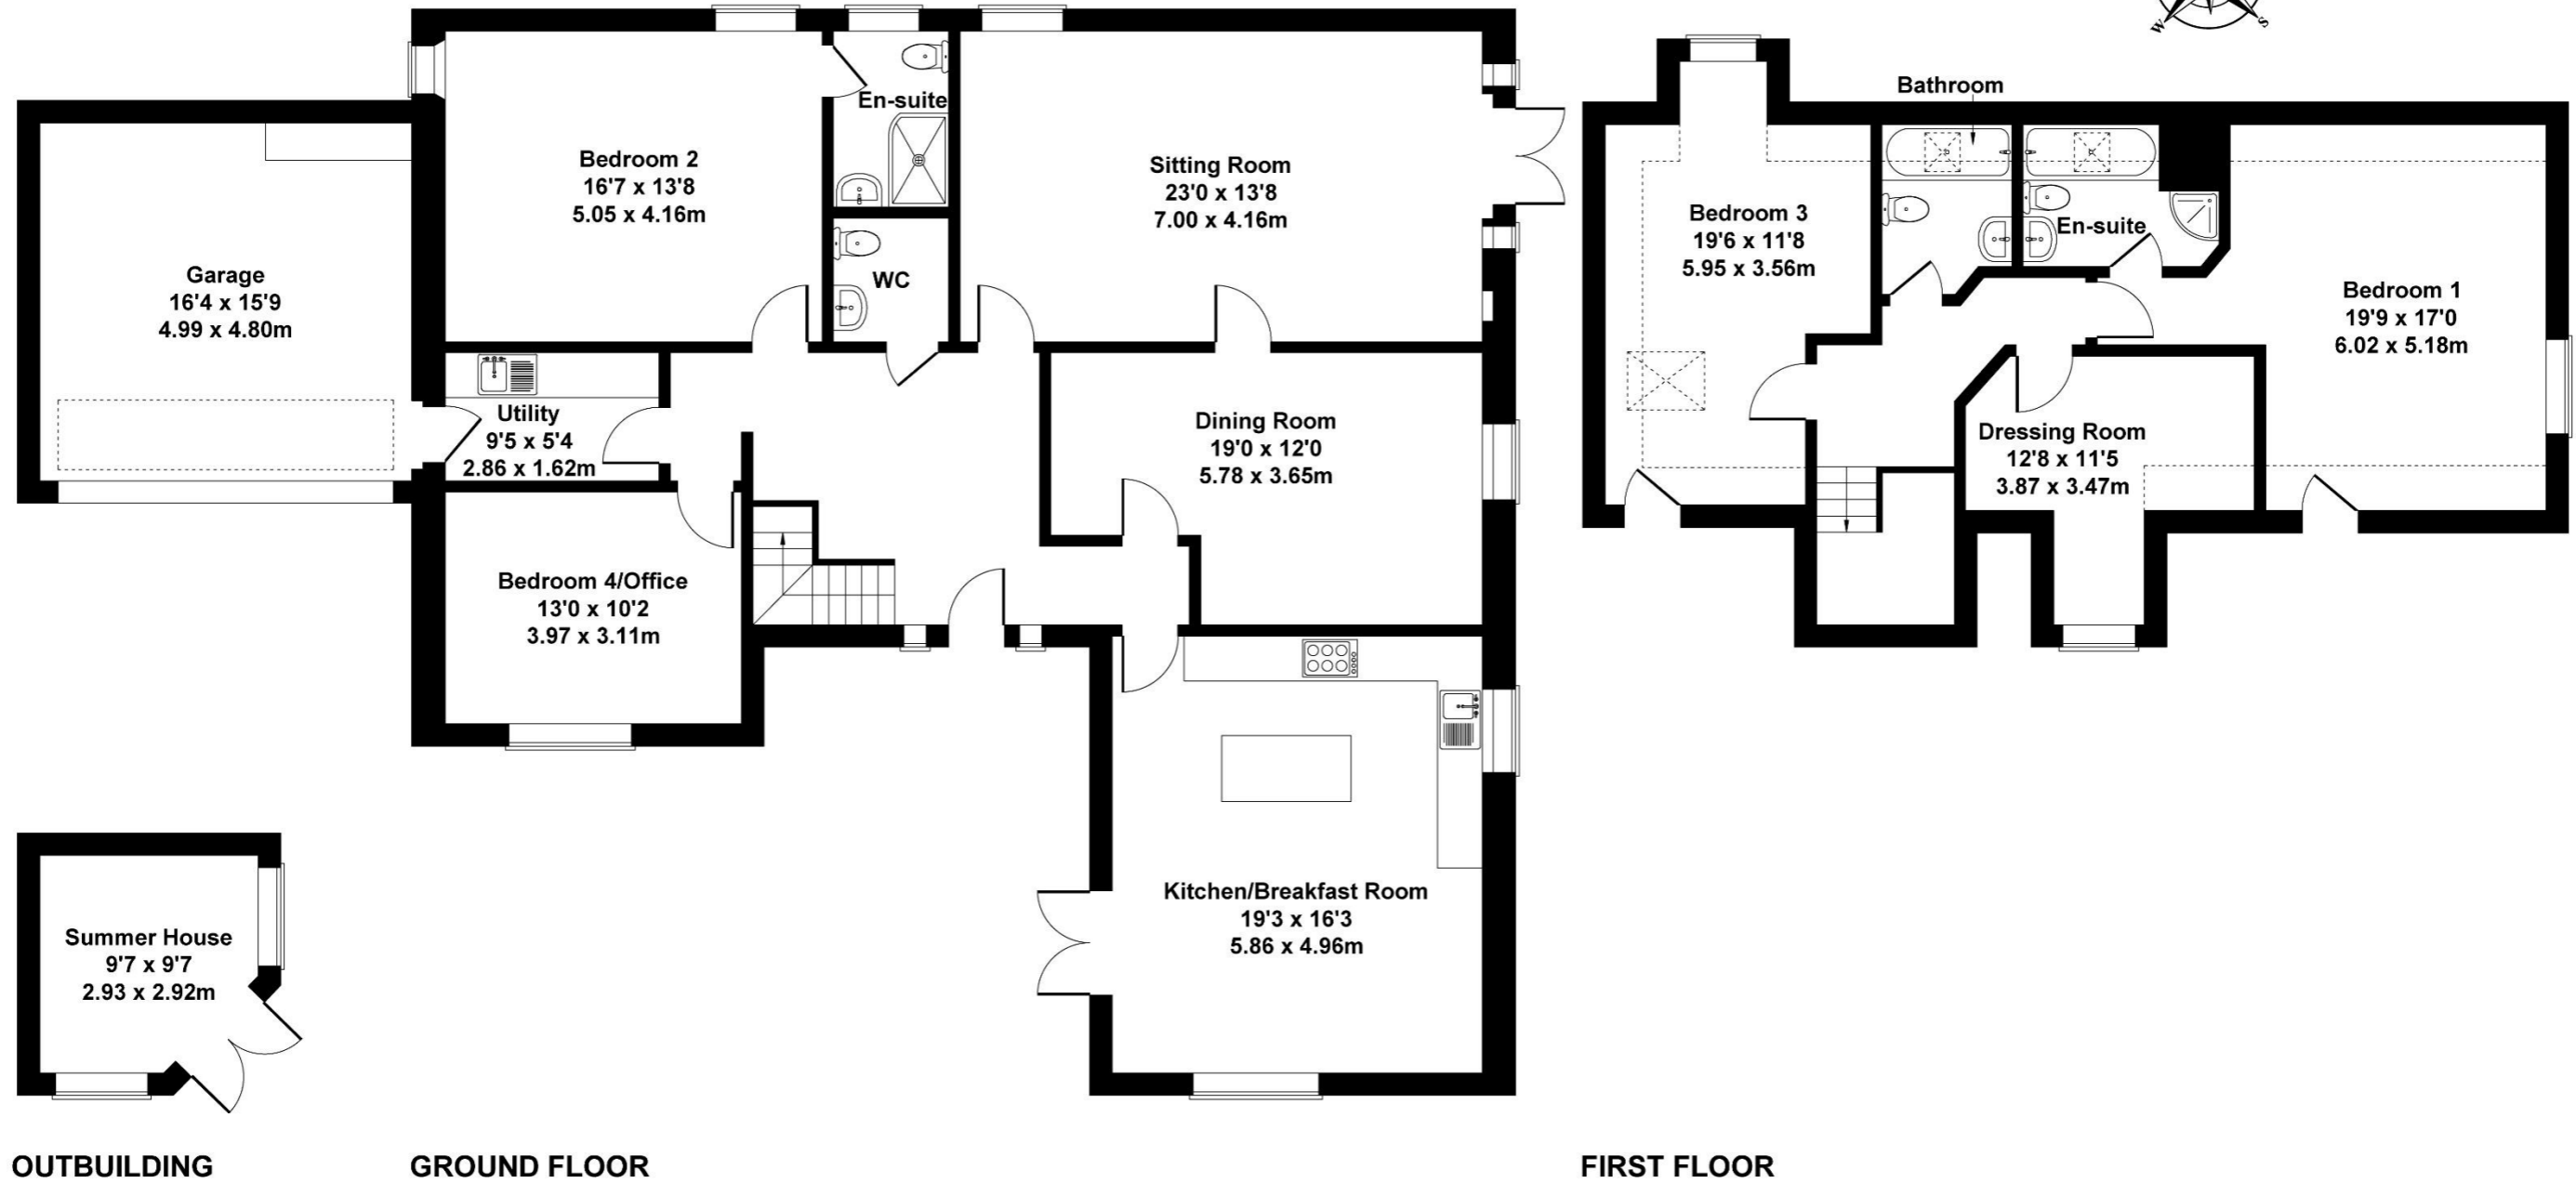 W
S
Bathroom
En-suite
Bedroom 2
16'7 x 13'8
5.05 x 4.16m
Sitting Room
23'0 x 13'8
7.00 x 4.16m
Bedroom 3
19'6 x 11'8
5.95 x 3.56m
En-suite
Garage
16'4 x 15'9
4.99 x 4.80m
WC
Bedroom 1
19'9 x 17'0
6.02 x 5.18m
Utility
9'5 x 5'4
2.86 x 1.62m
Dining Room
19'0 x 12'0
5.78 x 3.65m
Dressing Room
12'8 x 11'5
3.87 x 3.47m
Bedroom 4/Office
13'0 x 10'2
3.97 x 3.11m
Kitchen/Breakfast Room
19'3 x 16'3
5.86 x 4.96m
Summer House
9'7 x 9'7
2.93 x 2.92m
OUTBUILDING
GROUND FLOOR
FIRST FLOOR